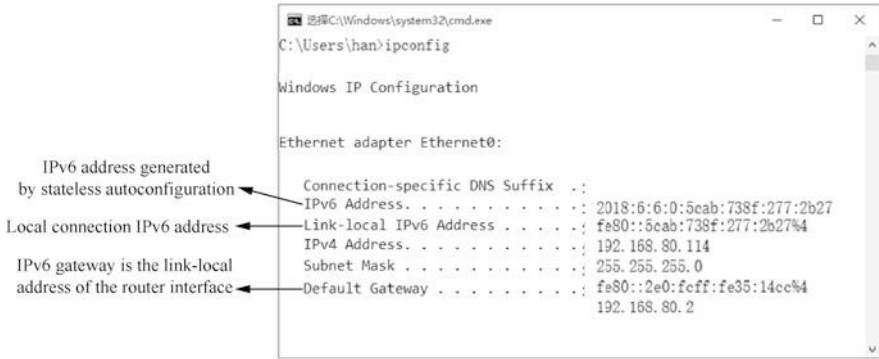 选择C:\Windows\system32\cmd.exe
C:\Users\han>ipconfig
Windows IP Configuration
Ethernet adapter Ethernet0:
Connection-specific DNS Suffix . :
IPv6 Address. . . . . . . . . . . : 2018:6:6:0:5cab:738f:277:2b27
Link-local IPv6 Address . . . . . : fe80::5cab:738f:277:2b27%4
IPv4 Address. . . . . . . . . . . : 192.168.80.114
Subnet Mask . . . . . . . . . . . : 255.255.255.0
Default Gateway . . . . . . . . . : fe80::2e0:fcff:fe35:14cc%4
192.168.80.2
IPv6 address generated
by stateless autoconfiguration
Local connection IPv6 address
IPv6 gateway is the link-local
address of the router interface